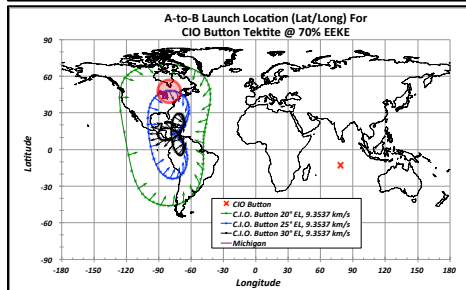 A-to-B Launch Location (Lat/Long) For
CIO Button Tektite @ 70% EEKE
90
60
30
0
-30
-60
-90
Latitude
CIO Button
C.I.O. Button 20° EL, 9.3537 km/s
C.I.O. Button 25° EL, 9.3537 km/s
C.I.O. Button 30° EL, 9.3537 km/s
Michigan
-180 -150 -120 -90 -60 -30 0 30 60 90 120 150 180
Longitude